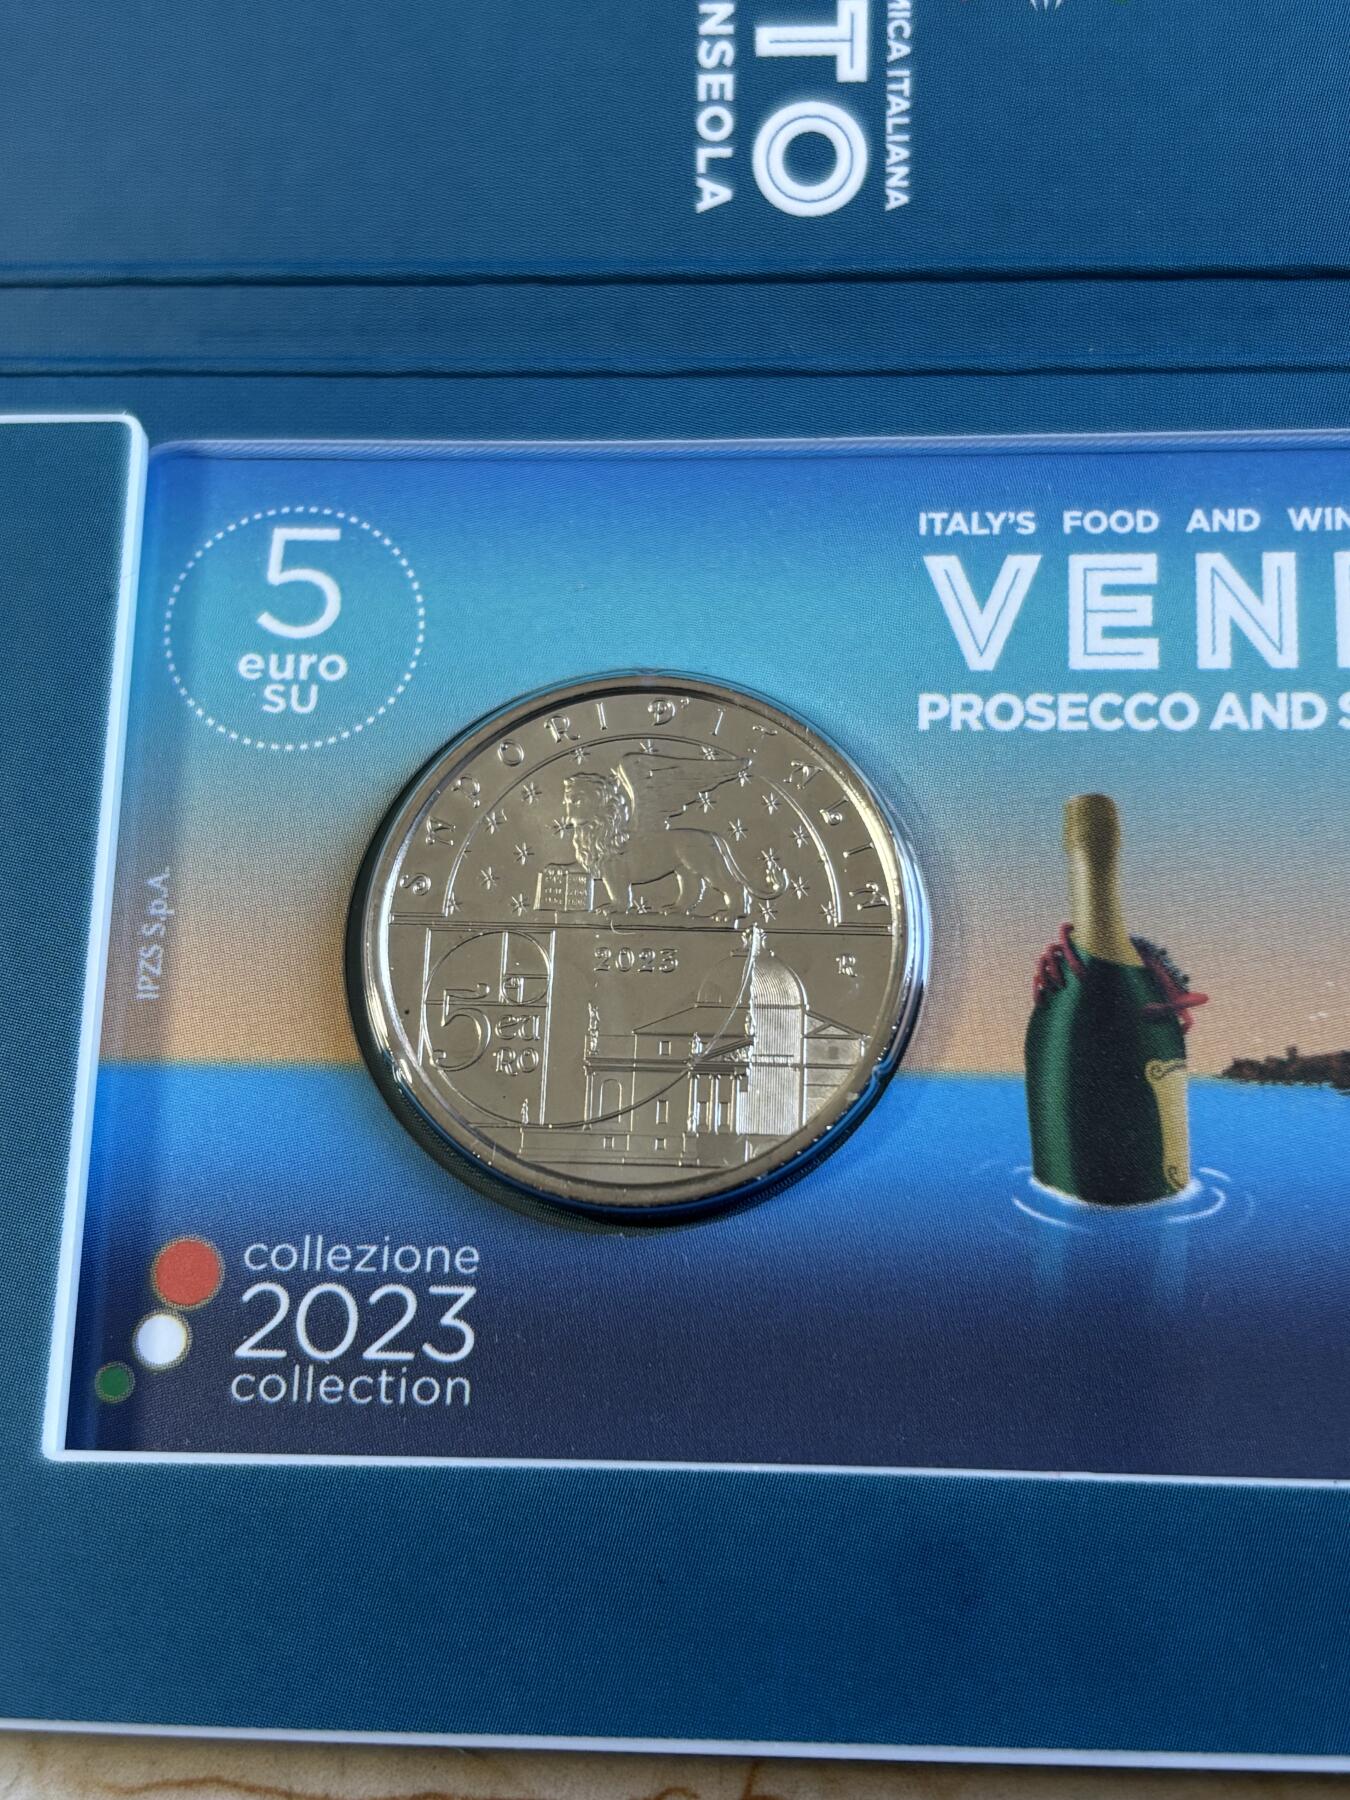 TO
NSEOLA
MICA ITALIANA
5
euro
SU
ITALY'S FOOD AND WIN
VEN
PROSECCO AND S
IPZS S.p.A.
SAPORI D'ITALIA
2023
R
5
euro
collezione
2023
collection